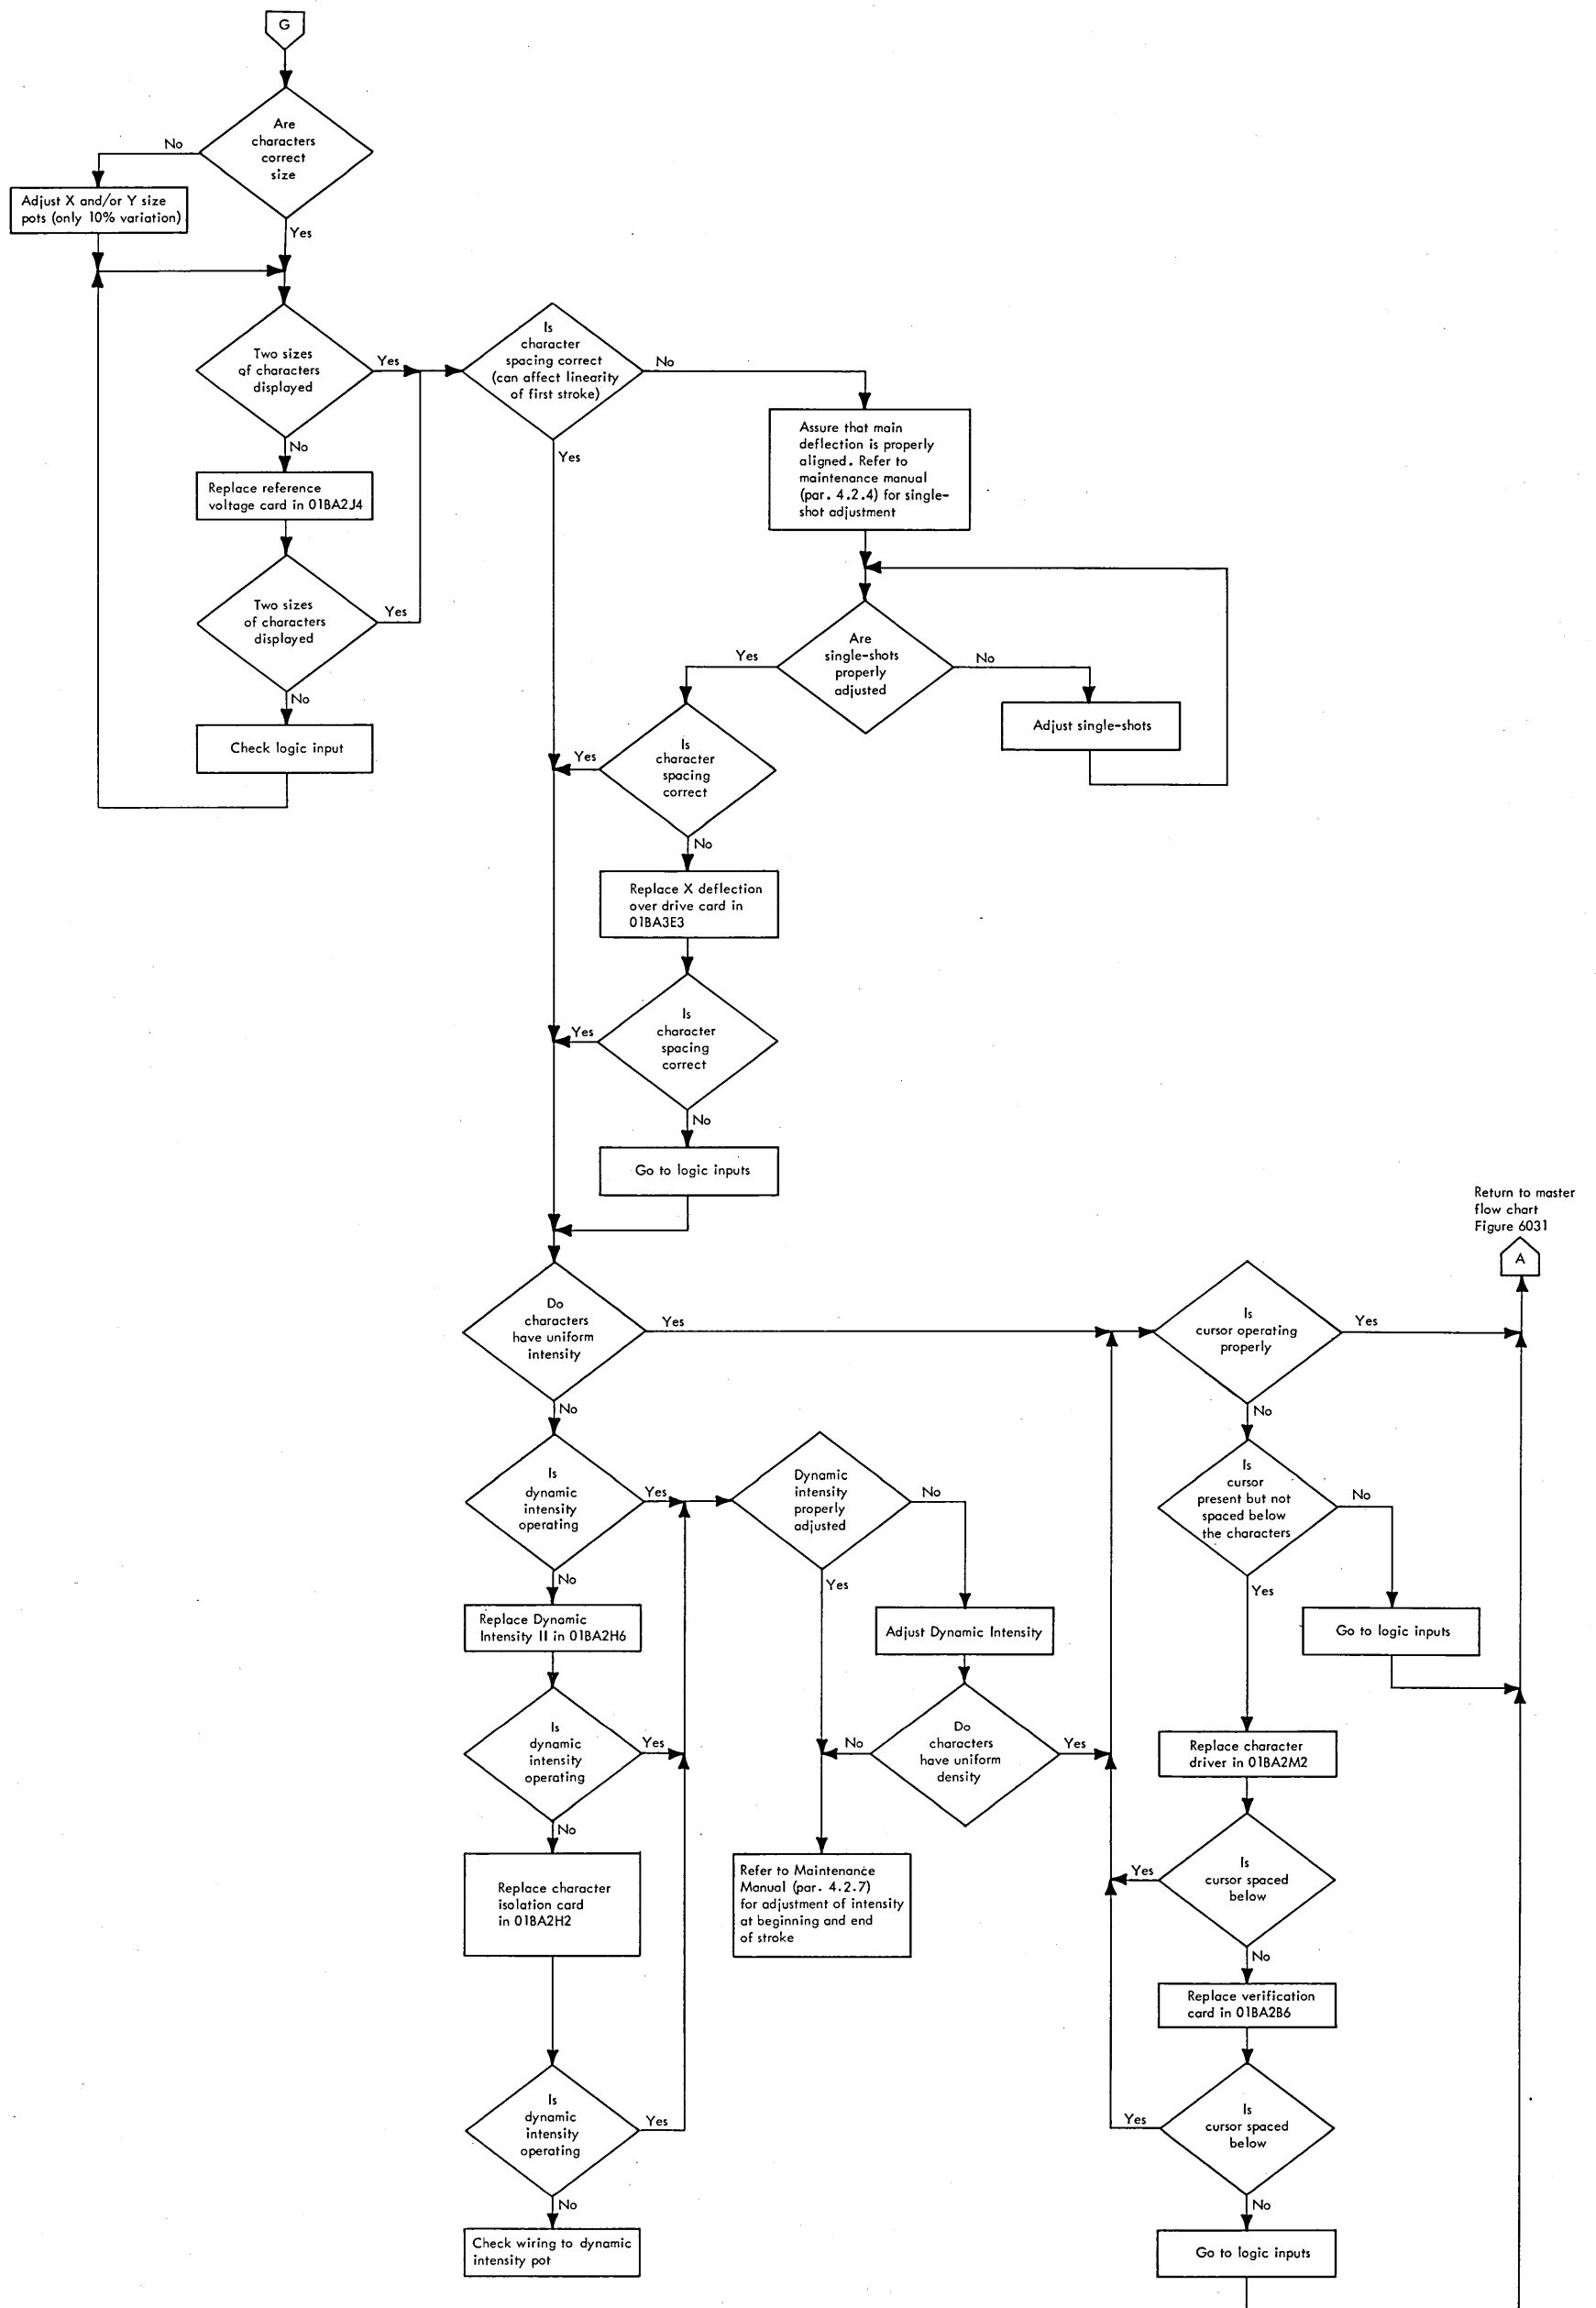 G
Are
characters
correct
size
No
Yes
Adjust X and/or Y size
pots (only 10% variation)
Two sizes
of characters
displayed
Yes
No
Is
character
spacing correct
(can affect linearity
of first stroke)
No
Yes
Replace reference
voltage card in 01BA2J4
Assure that main
deflection is properly
aligned. Refer to
maintenance manual
(par. 4.2.4) for single-
shot adjustment
Two sizes
of characters
displayed
Yes
No
Check logic input
Are
single-shots
properly
adjusted
Yes
No
Adjust single-shots
Is
character
spacing
correct
Yes
No
Replace X deflection
over drive card in
01BA3E3
Is
character
spacing
correct
Yes
No
Go to logic inputs
Return to master
flow chart
Figure 6031
A
Do
characters
have uniform
intensity
Yes
No
Is
cursor operating
properly
Yes
No
Is
dynamic
intensity
operating
Yes
No
Dynamic
intensity
properly
adjusted
No
Yes
Is
cursor
present but not
spaced below
the characters
No
Yes
Replace Dynamic
Intensity II in 01BA2H6
Adjust Dynamic Intensity
Go to logic inputs
Is
dynamic
intensity
operating
Yes
No
Do
characters
have uniform
density
No
Yes
Replace character
driver in 01BA2M2
Replace character
isolation card
in 01BA2H2
Refer to Maintenance
Manual (par. 4.2.7)
for adjustment of intensity
at beginning and end
of stroke
Is
cursor spaced
below
Yes
No
Replace verification
card in 01BA2B6
Is
dynamic
intensity
operating
Yes
No
Is
cursor spaced
below
Yes
No
Check wiring to dynamic
intensity pot
Go to logic inputs